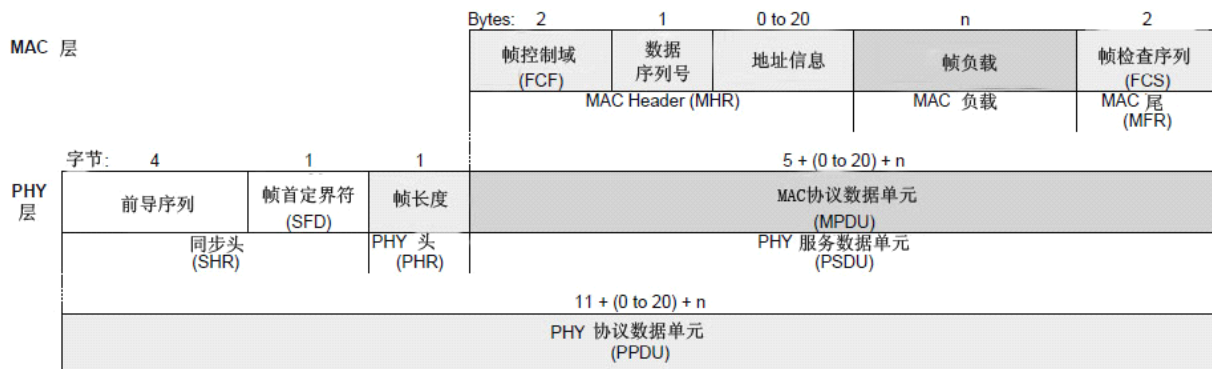 Bytes: 2 1 0 to 20 n 2
MAC 层
帧控制域
(FCF)
数据
序列号
地址信息
帧负载
帧检查序列
(FCS)
MAC Header (MHR)
MAC 负载
MAC 尾
(MFR)
字节: 4 1 1 5 + (0 to 20) + n
PHY
层
前导序列
帧首定界符
(SFD)
帧长度
MAC协议数据单元
(MPDU)
同步头
(SHR)
PHY 头
(PHR)
PHY 服务数据单元
(PSDU)
11 + (0 to 20) + n
PHY 协议数据单元
(PPDU)